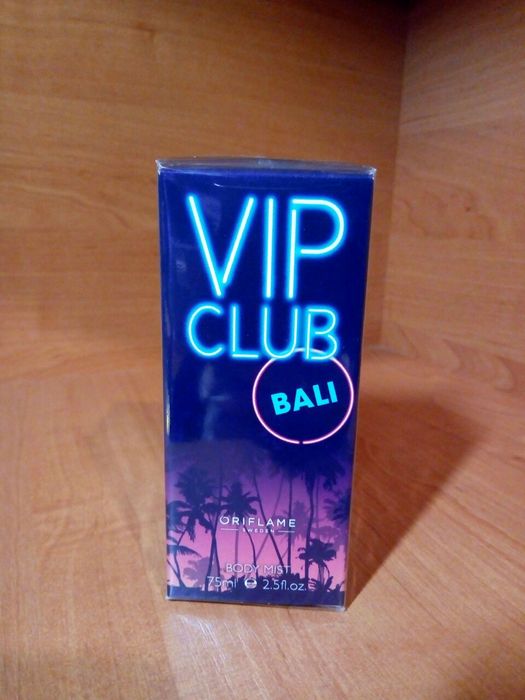 VIP
CLUB
BALI
ORIFLAME
SWEDEN
BODY MIST
75ml ℮ 2.5fl.oz.